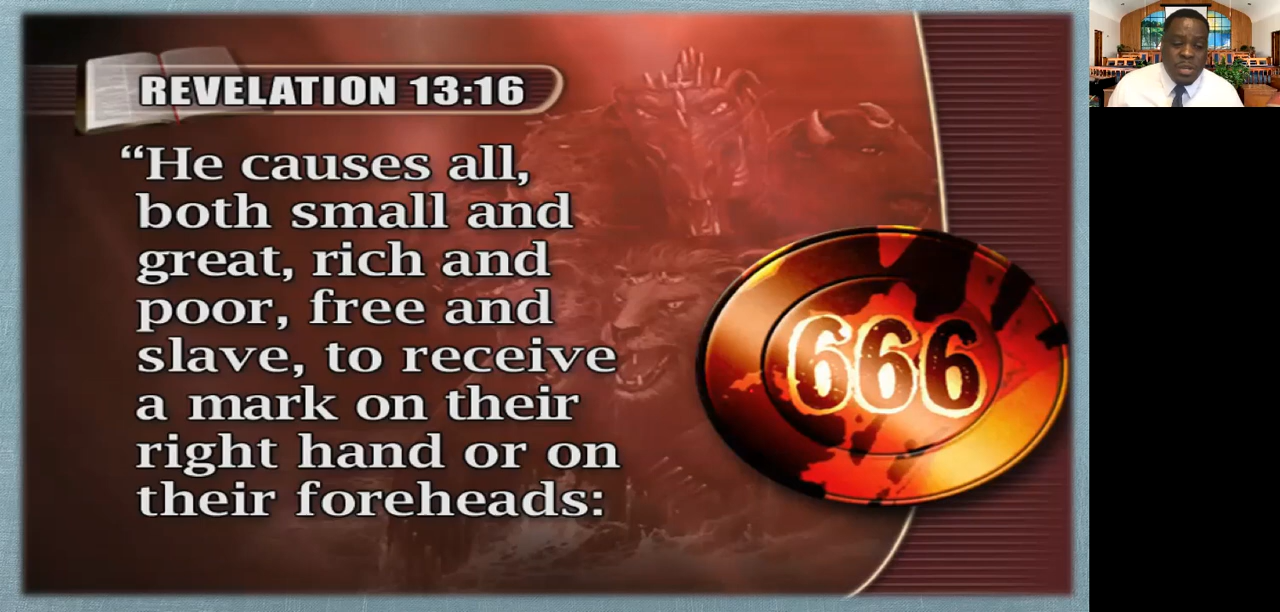 REVELATION 13:16
“He causes all,
both small and
great, rich and
poor, free and
slave, to receive
a mark on their
right hand or on
their foreheads:
666